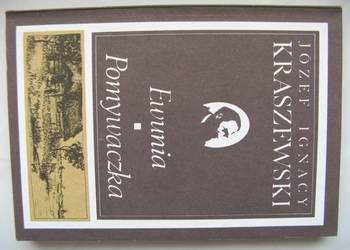 JÓZEF IGNACY
KRASZEWSKI
Ewunia
Pomywaczka